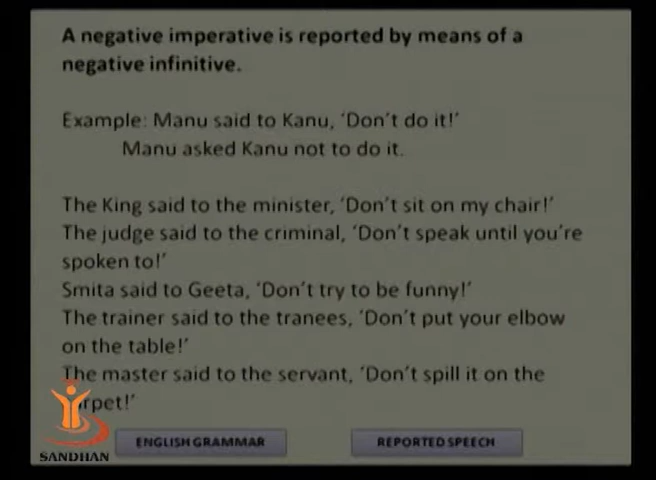 A negative imperative is reported by means of a
negative infinitive.
Example: Manu said to Kanu, 'Don't do it!'
Manu asked Kanu not to do it.
The King said to the minister, 'Don't sit on my chair!'
The judge said to the criminal, 'Don't speak until you're
spoken to!'
Smita said to Geeta, 'Don't try to be funny!'
The trainer said to the tranees, 'Don't put your elbow
on the table!'
The master said to the servant, 'Don't spill it on the
rpet!'
ENGLISH GRAMMAR
REPORTED SPEECH
SANDHAN